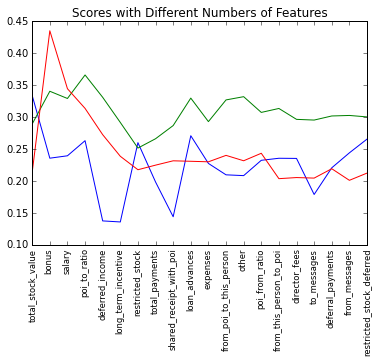 Scores with Different Numbers of Features
0.45
0.40
0.35
0.30
0.25
0.20
0.15
0.10
total_stock_value
bonus
salary
poi_to_ratio
deferred_income
long_term_incentive
restricted_stock
total_payments
shared_receipt_with_poi
loan_advances
expenses
from_poi_to_this_person
other
poi_from_ratio
from_this_person_to_poi
director_fees
to_messages
deferral_payments
from_messages
restricted_stock_deferred